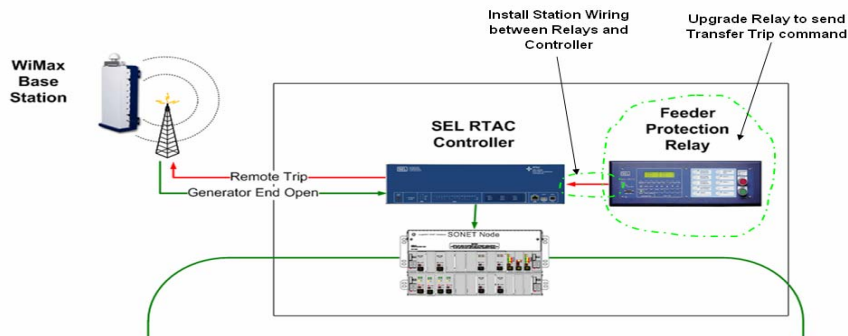 Install Station Wiring
between Relays and
Controller
Upgrade Relay to send
Transfer Trip command
WiMax
Base
Station
SEL RTAC
Controller
Feeder
Protection
Relay
Remote Trip
Generator End Open
SONET Node